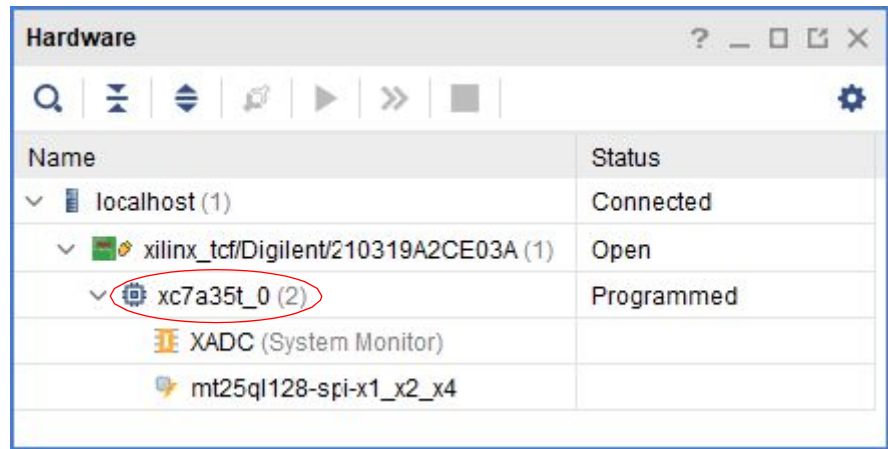 Hardware
Name Status
localhost (1) Connected
xilinx_tcf/Digilent/210319A2CE03A (1) Open
xc7a35t_0 (2) Programmed
XADC (System Monitor)
mt25ql128-spi-x1_x2_x4